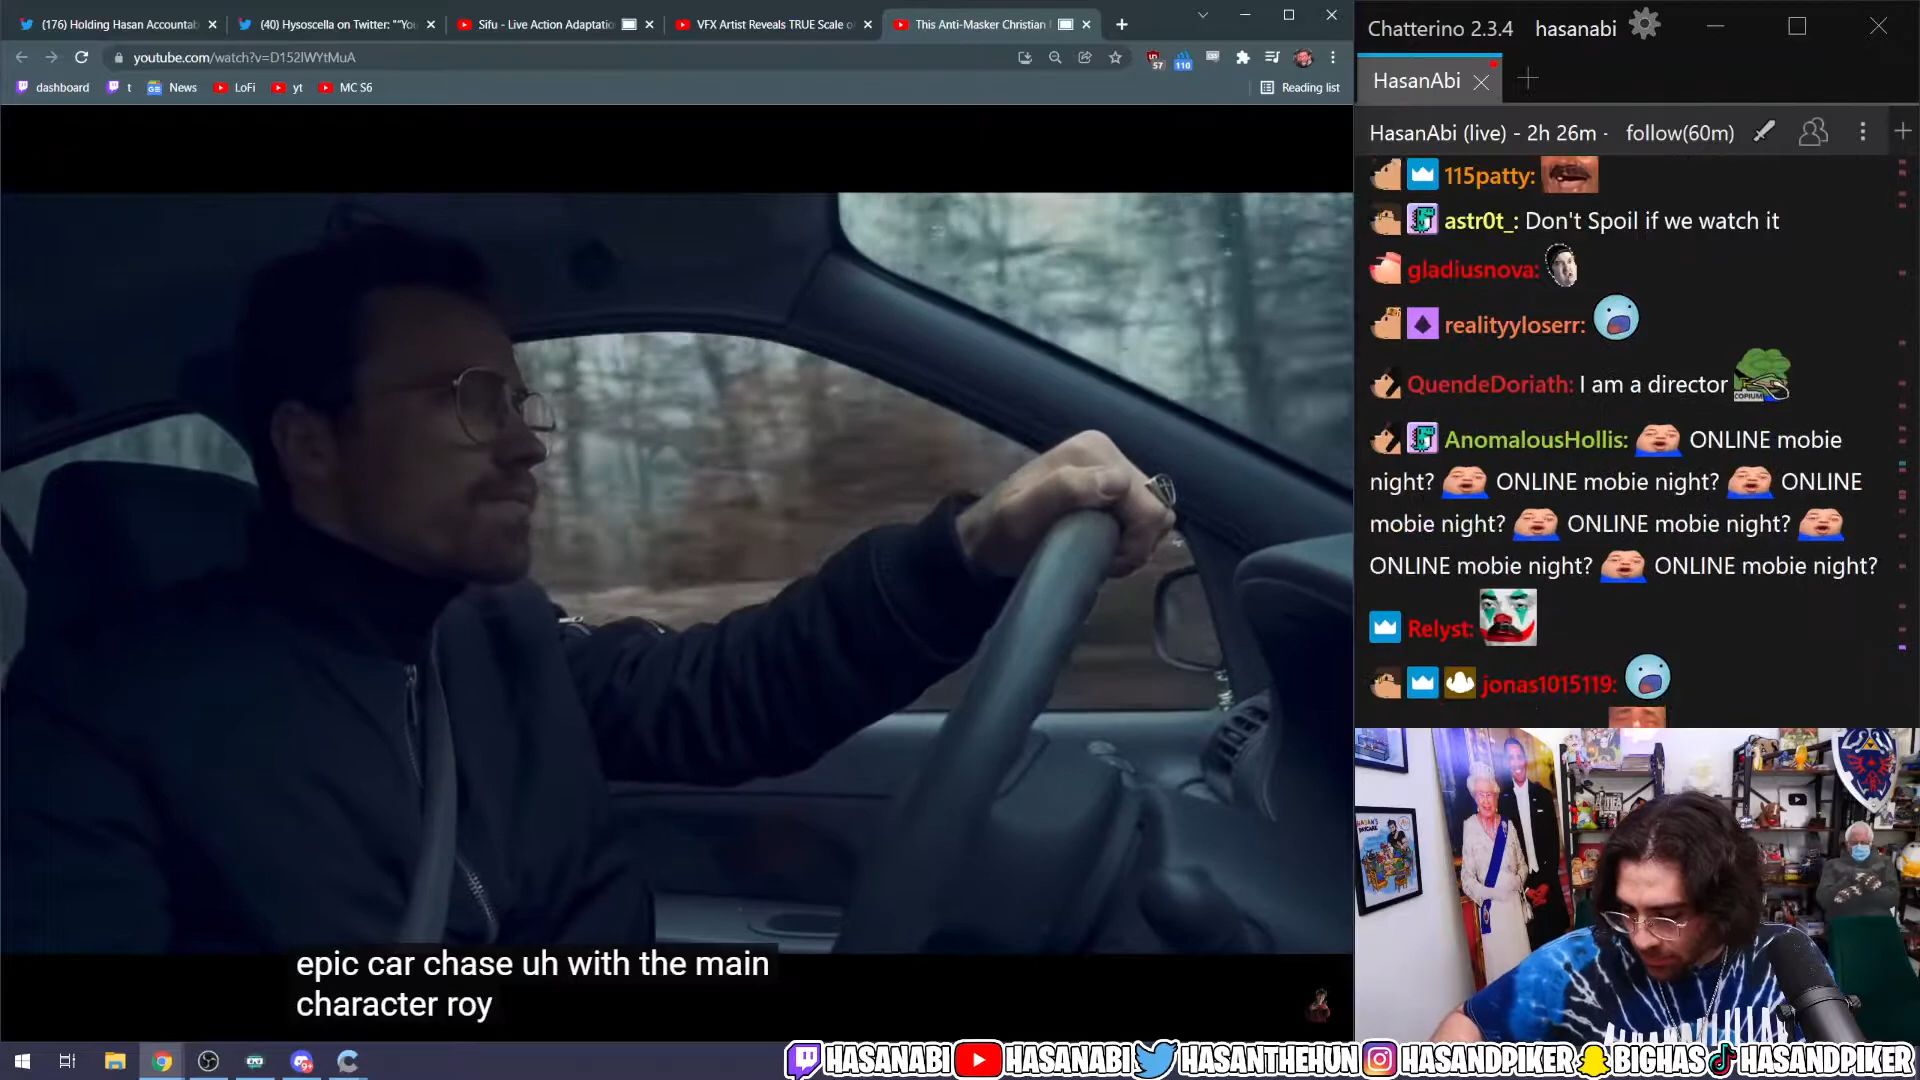 (176) Holding Hasan Accountab
(40) Hysoscella on Twitter: "“You
Sifu - Live Action Adaptatio
VFX Artist Reveals TRUE Scale o
This Anti-Masker Christian
youtube.com/watch?v=D152IWYtMuA
57
110
dashboard
t
News
LoFi
yt
MC S6
Reading list
Chatterino 2.3.4
hasanabi
HasanAbi
HasanAbi (live) - 2h 26m -
follow(60m)
115patty:
astr0t_: Don't Spoil if we watch it
gladiusnova:
realityyloserr:
QuendeDoriath: I am a director
COPIUM
AnomalousHollis: ONLINE mobie
night? ONLINE mobie night? ONLINE
mobie night? ONLINE mobie night?
ONLINE mobie night? ONLINE mobie night?
Relyst:
jonas1015119:
epic car chase uh with the main
character roy
HASANABI HASANABI HASANTHEHUN HASANDPIKER BIGHAS HASANDPIKER